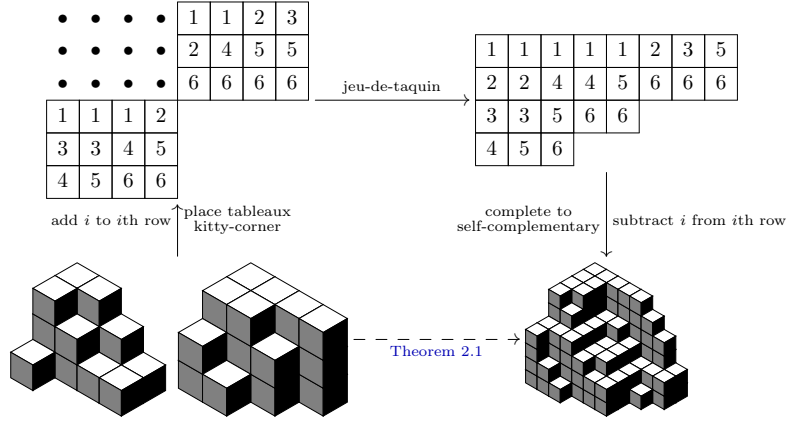 • • • • 1 1 2 3
• • • • 2 4 5 5
• • • • 6 6 6 6
1 1 1 2
3 3 4 5
4 5 6 6
jeu-de-taquin
1 1 1 1 1 2 3 5
2 2 4 4 5 6 6 6
3 3 5 6 6
4 5 6
add i to ith row
place tableaux
kitty-corner
complete to
self-complementary
subtract i from ith row
Theorem 2.1